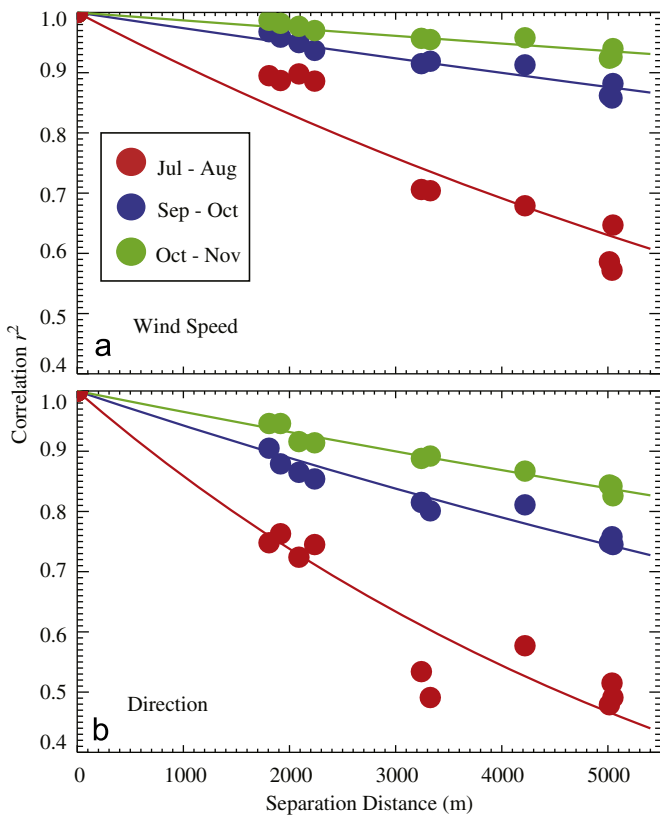 1.0
0.9
0.8
0.7
0.6
0.5
0.4
Jul - Aug
Sep - Oct
Oct - Nov
Wind Speed
a
Correlation r²
1.0
0.9
0.8
0.7
0.6
0.5
0.4
Direction
b
0 1000 2000 3000 4000 5000
Separation Distance (m)